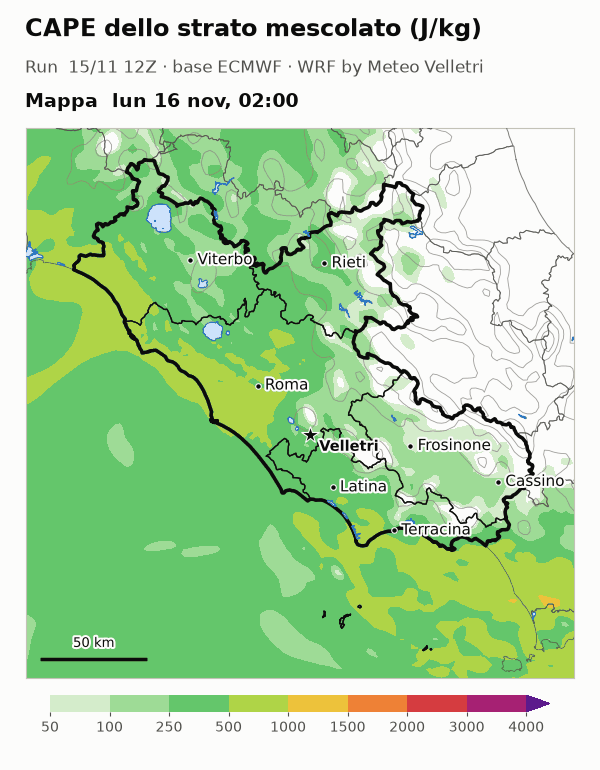 CAPE dello strato mescolato (J/kg)
Run  15/11 12Z · base ECMWF · WRF by Meteo Velletri
Mappa  lun 16 nov, 02:00
Viterbo
Rieti
Roma
Velletri
Frosinone
Cassino
Latina
Terracina
50 km
50 100 250 500 1000 1500 2000 3000 4000